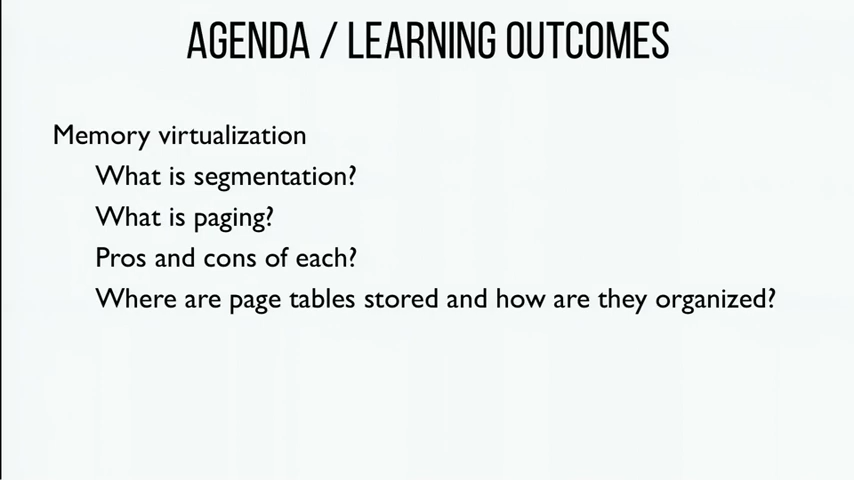 AGENDA / LEARNING OUTCOMES
Memory virtualization
What is segmentation?
What is paging?
Pros and cons of each?
Where are page tables stored and how are they organized?